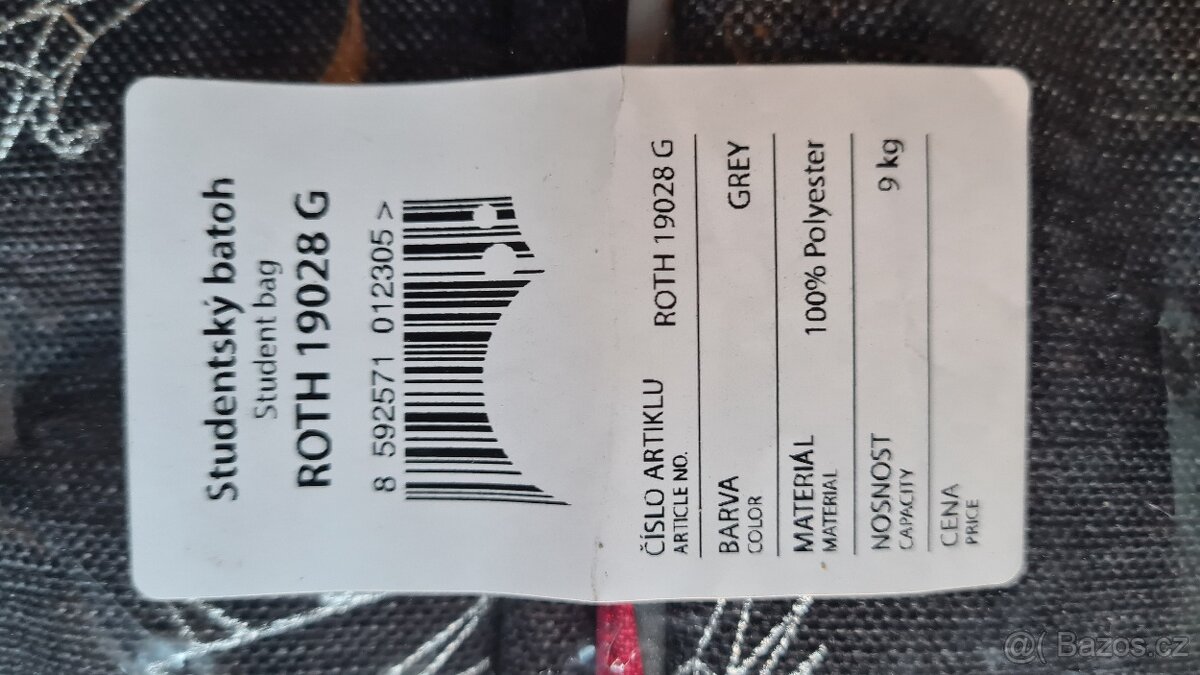 Studentský batoh
Student bag
ROTH 19028 G
8 592571 012305 >
ČÍSLO ARTIKLU ROTH 19028 G
ARTICLE NO.
BARVA GREY
COLOR
MATERIÁL 100% Polyester
MATERIAL
NOSNOST 9 kg
CAPACITY
CENA
PRICE
@( Bazos.cz